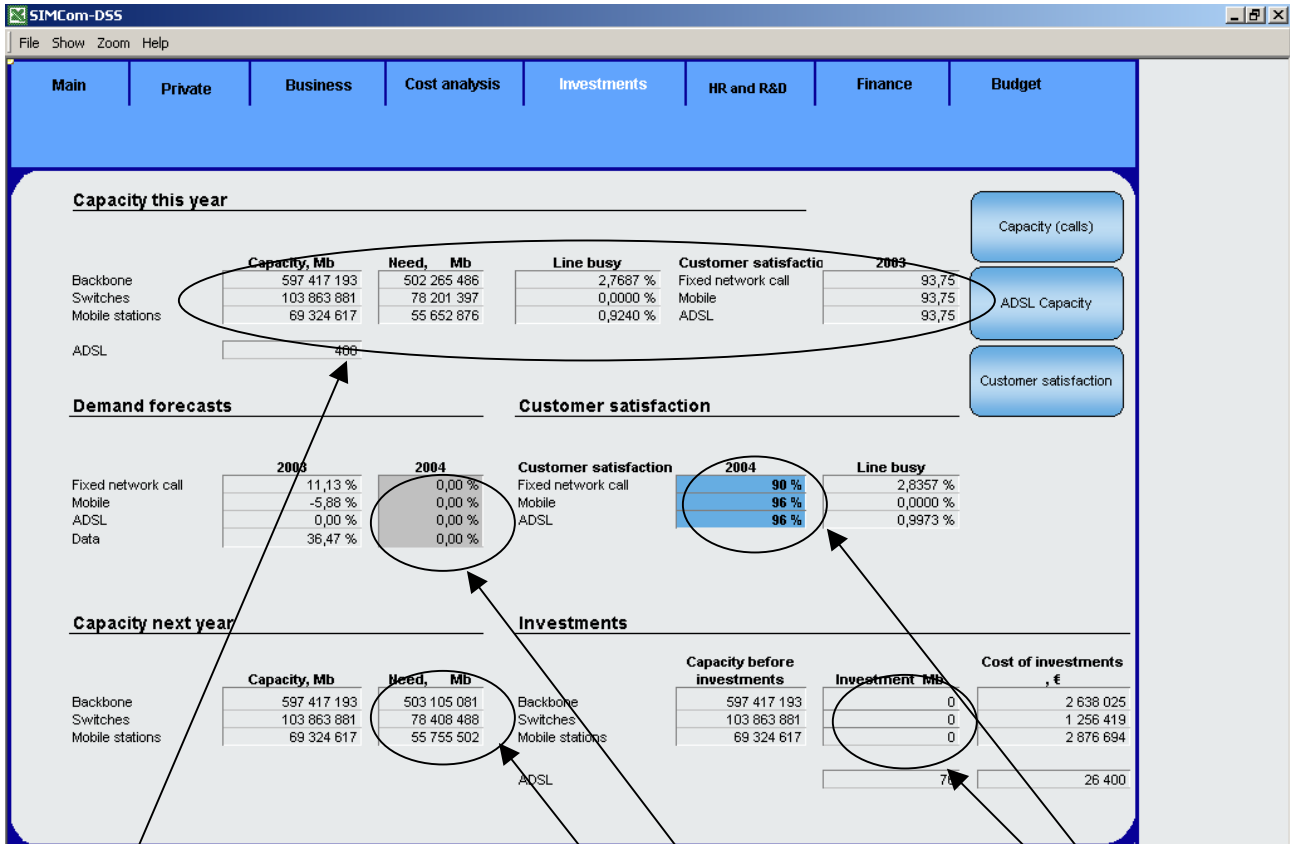 SIMCom-DSS
File Show Zoom Help
Main Private Business Cost analysis Investments HR and R&D Finance Budget
Capacity this year
Capacity (calls)
Capacity, Mb Need, Mb Line busy Customer satisfactio 2003
Backbone 597 417 193 502 265 486 2,7687 % Fixed network call 93,75
Switches 103 863 881 78 201 397 0,0000 % Mobile 93,75
Mobile stations 69 324 617 55 652 876 0,9240 % ADSL 93,75
ADSL Capacity
ADSL 400
Customer satisfaction
Demand forecasts Customer satisfaction
2003 2004 Customer satisfaction 2004 Line busy
Fixed network call 11,13 % 0,00 % Fixed network call 90 % 2,8357 %
Mobile -5,88 % 0,00 % Mobile 96 % 0,0000 %
ADSL 0,00 % 0,00 % ADSL 96 % 0,9973 %
Data 36,47 % 0,00 %
Capacity next year Investments
Capacity, Mb Need, Mb Capacity before investments Investment Mb Cost of investments , €
Backbone 597 417 193 503 105 081 Backbone 597 417 193 0 2 638 025
Switches 103 863 881 78 408 488 Switches 103 863 881 0 1 256 419
Mobile stations 69 324 617 55 755 502 Mobile stations 69 324 617 0 2 876 694
ADSL 26 400